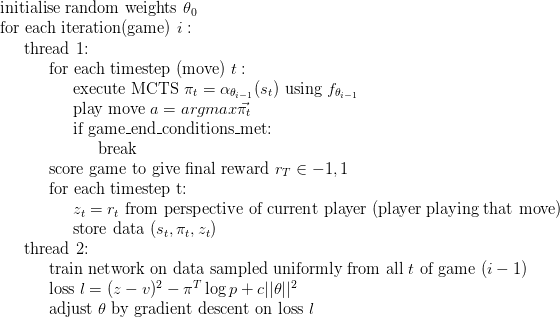 initialise random weights θ₀
for each iteration(game) i :
thread 1:
for each timestep (move) t :
execute MCTS π_t = α_{θ_{i−1}}(s_t) using f_{θ_{i−1}}
play move a = argmaxπ⃗_t
if game_end_conditions_met:
break
score game to give final reward r_T ∈ −1, 1
for each timestep t:
z_t = r_t from perspective of current player (player playing that move)
store data (s_t, π_t, z_t)
thread 2:
train network on data sampled uniformly from all t of game (i − 1)
loss l = (z − v)² − π^T log p + c||θ||²
adjust θ by gradient descent on loss l